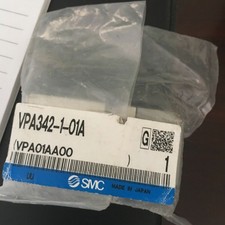 VPA342-1-01A
G
(VPA01AA00 ) 1
SMC MADE IN JAPAN